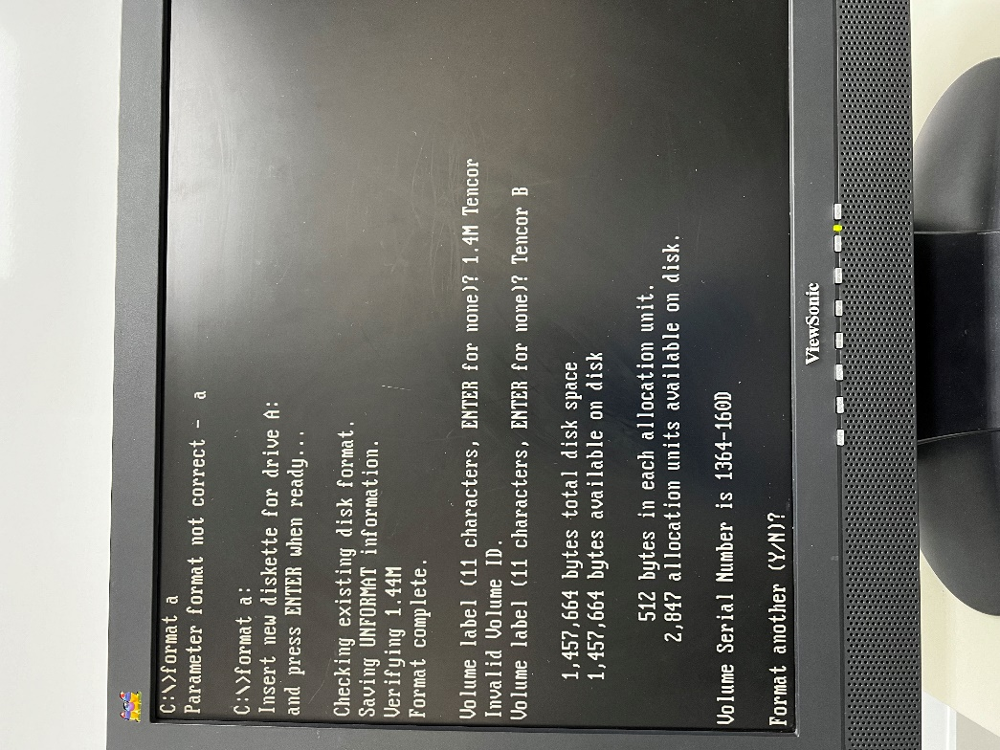 C:\>format a
Parameter format not correct - a
C:\>format a:
Insert new diskette for drive A:
and press ENTER when ready...
Checking existing disk format.
Saving UNFORMAT information.
Verifying 1.44M
Format complete.
Volume label (11 characters, ENTER for none)? 1.4M Tencor
Invalid Volume ID.
Volume label (11 characters, ENTER for none)? Tencor B
1,457,664 bytes total disk space
1,457,664 bytes available on disk
512 bytes in each allocation unit.
2,847 allocation units available on disk.
Volume Serial Number is 1364-160D
Format another (Y/N)?
ViewSonic